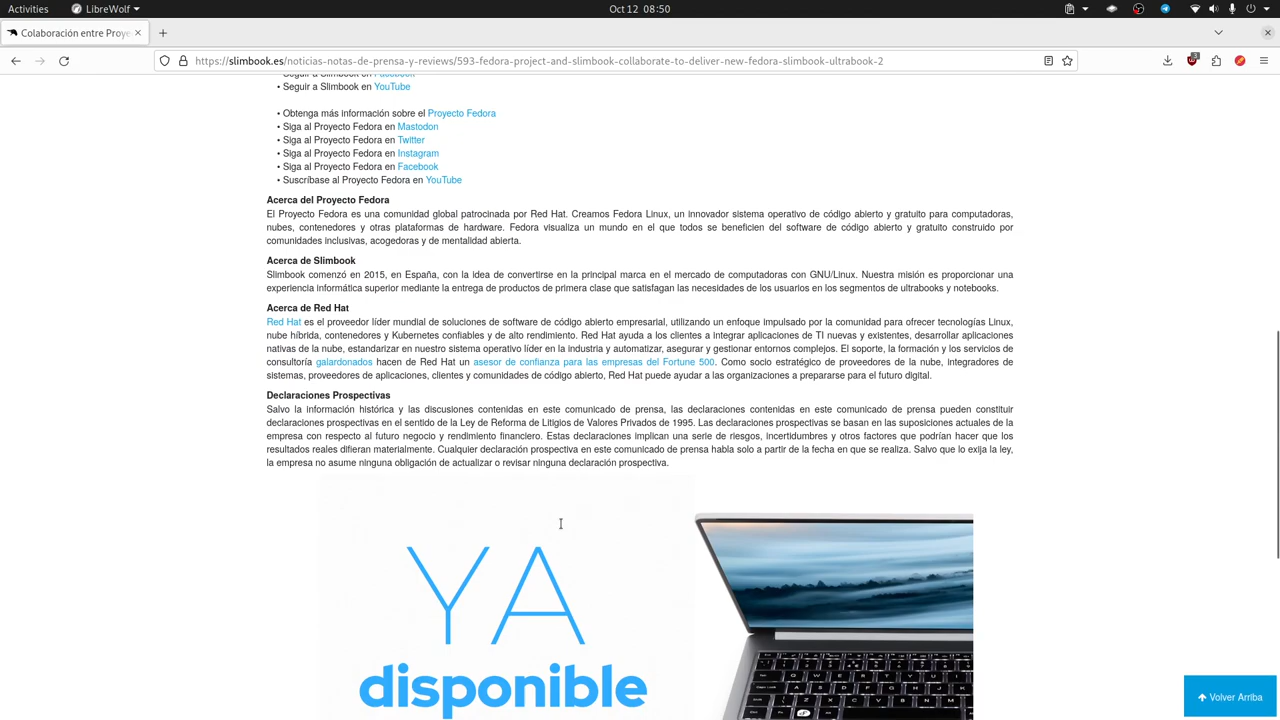 Activities
LibreWolf
Oct 12 08:50
Colaboración entre Proye
https://slimbook.es/noticias-notas-de-prensa-y-reviews/593-fedora-project-and-slimbook-collaborate-to-deliver-new-fedora-slimbook-ultrabook-2
3
• Seguir a Slimbook en Facebook
• Seguir a Slimbook en YouTube
• Obtenga más información sobre el Proyecto Fedora
• Siga al Proyecto Fedora en Mastodon
• Siga al Proyecto Fedora en Twitter
• Siga al Proyecto Fedora en Instagram
• Siga al Proyecto Fedora en Facebook
• Suscríbase al Proyecto Fedora en YouTube
Acerca del Proyecto Fedora
El Proyecto Fedora es una comunidad global patrocinada por Red Hat. Creamos Fedora Linux, un innovador sistema operativo de código abierto y gratuito para computadoras,
nubes, contenedores y otras plataformas de hardware. Fedora visualiza un mundo en el que todos se beneficien del software de código abierto y gratuito construido por
comunidades inclusivas, acogedoras y de mentalidad abierta.
Acerca de Slimbook
Slimbook comenzó en 2015, en España, con la idea de convertirse en la principal marca en el mercado de computadoras con GNU/Linux. Nuestra misión es proporcionar una
experiencia informática superior mediante la entrega de productos de primera clase que satisfagan las necesidades de los usuarios en los segmentos de ultrabooks y notebooks.
Acerca de Red Hat
Red Hat es el proveedor líder mundial de soluciones de software de código abierto empresarial, utilizando un enfoque impulsado por la comunidad para ofrecer tecnologías Linux,
nube híbrida, contenedores y Kubernetes confiables y de alto rendimiento. Red Hat ayuda a los clientes a integrar aplicaciones de TI nuevas y existentes, desarrollar aplicaciones
nativas de la nube, estandarizar en nuestro sistema operativo líder en la industria y automatizar, asegurar y gestionar entornos complejos. El soporte, la formación y los servicios de
consultoría galardonados hacen de Red Hat un asesor de confianza para las empresas del Fortune 500. Como socio estratégico de proveedores de la nube, integradores de
sistemas, proveedores de aplicaciones, clientes y comunidades de código abierto, Red Hat puede ayudar a las organizaciones a prepararse para el futuro digital.
Declaraciones Prospectivas
Salvo la información histórica y las discusiones contenidas en este comunicado de prensa, las declaraciones contenidas en este comunicado de prensa pueden constituir
declaraciones prospectivas en el sentido de la Ley de Reforma de Litigios de Valores Privados de 1995. Las declaraciones prospectivas se basan en las suposiciones actuales de la
empresa con respecto al futuro negocio y rendimiento financiero. Estas declaraciones implican una serie de riesgos, incertidumbres y otros factores que podrían hacer que los
resultados reales difieran materialmente. Cualquier declaración prospectiva en este comunicado de prensa habla solo a partir de la fecha en que se realiza. Salvo que lo exija la ley,
la empresa no asume ninguna obligación de actualizar o revisar ninguna declaración prospectiva.
YA
disponible
Volver Arriba